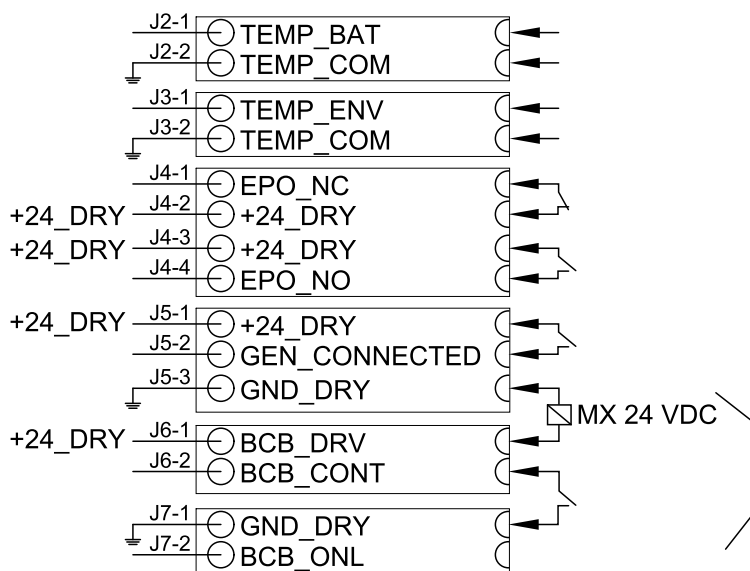 J2-1 TEMP_BAT
J2-2 TEMP_COM
J3-1 TEMP_ENV
J3-2 TEMP_COM
J4-1 EPO_NC
+24_DRY J4-2 +24_DRY
+24_DRY J4-3 +24_DRY
J4-4 EPO_NO
+24_DRY J5-1 +24_DRY
J5-2 GEN_CONNECTED
J5-3 GND_DRY
MX 24 VDC
+24_DRY J6-1 BCB_DRV
J6-2 BCB_CONT
J7-1 GND_DRY
J7-2 BCB_ONL